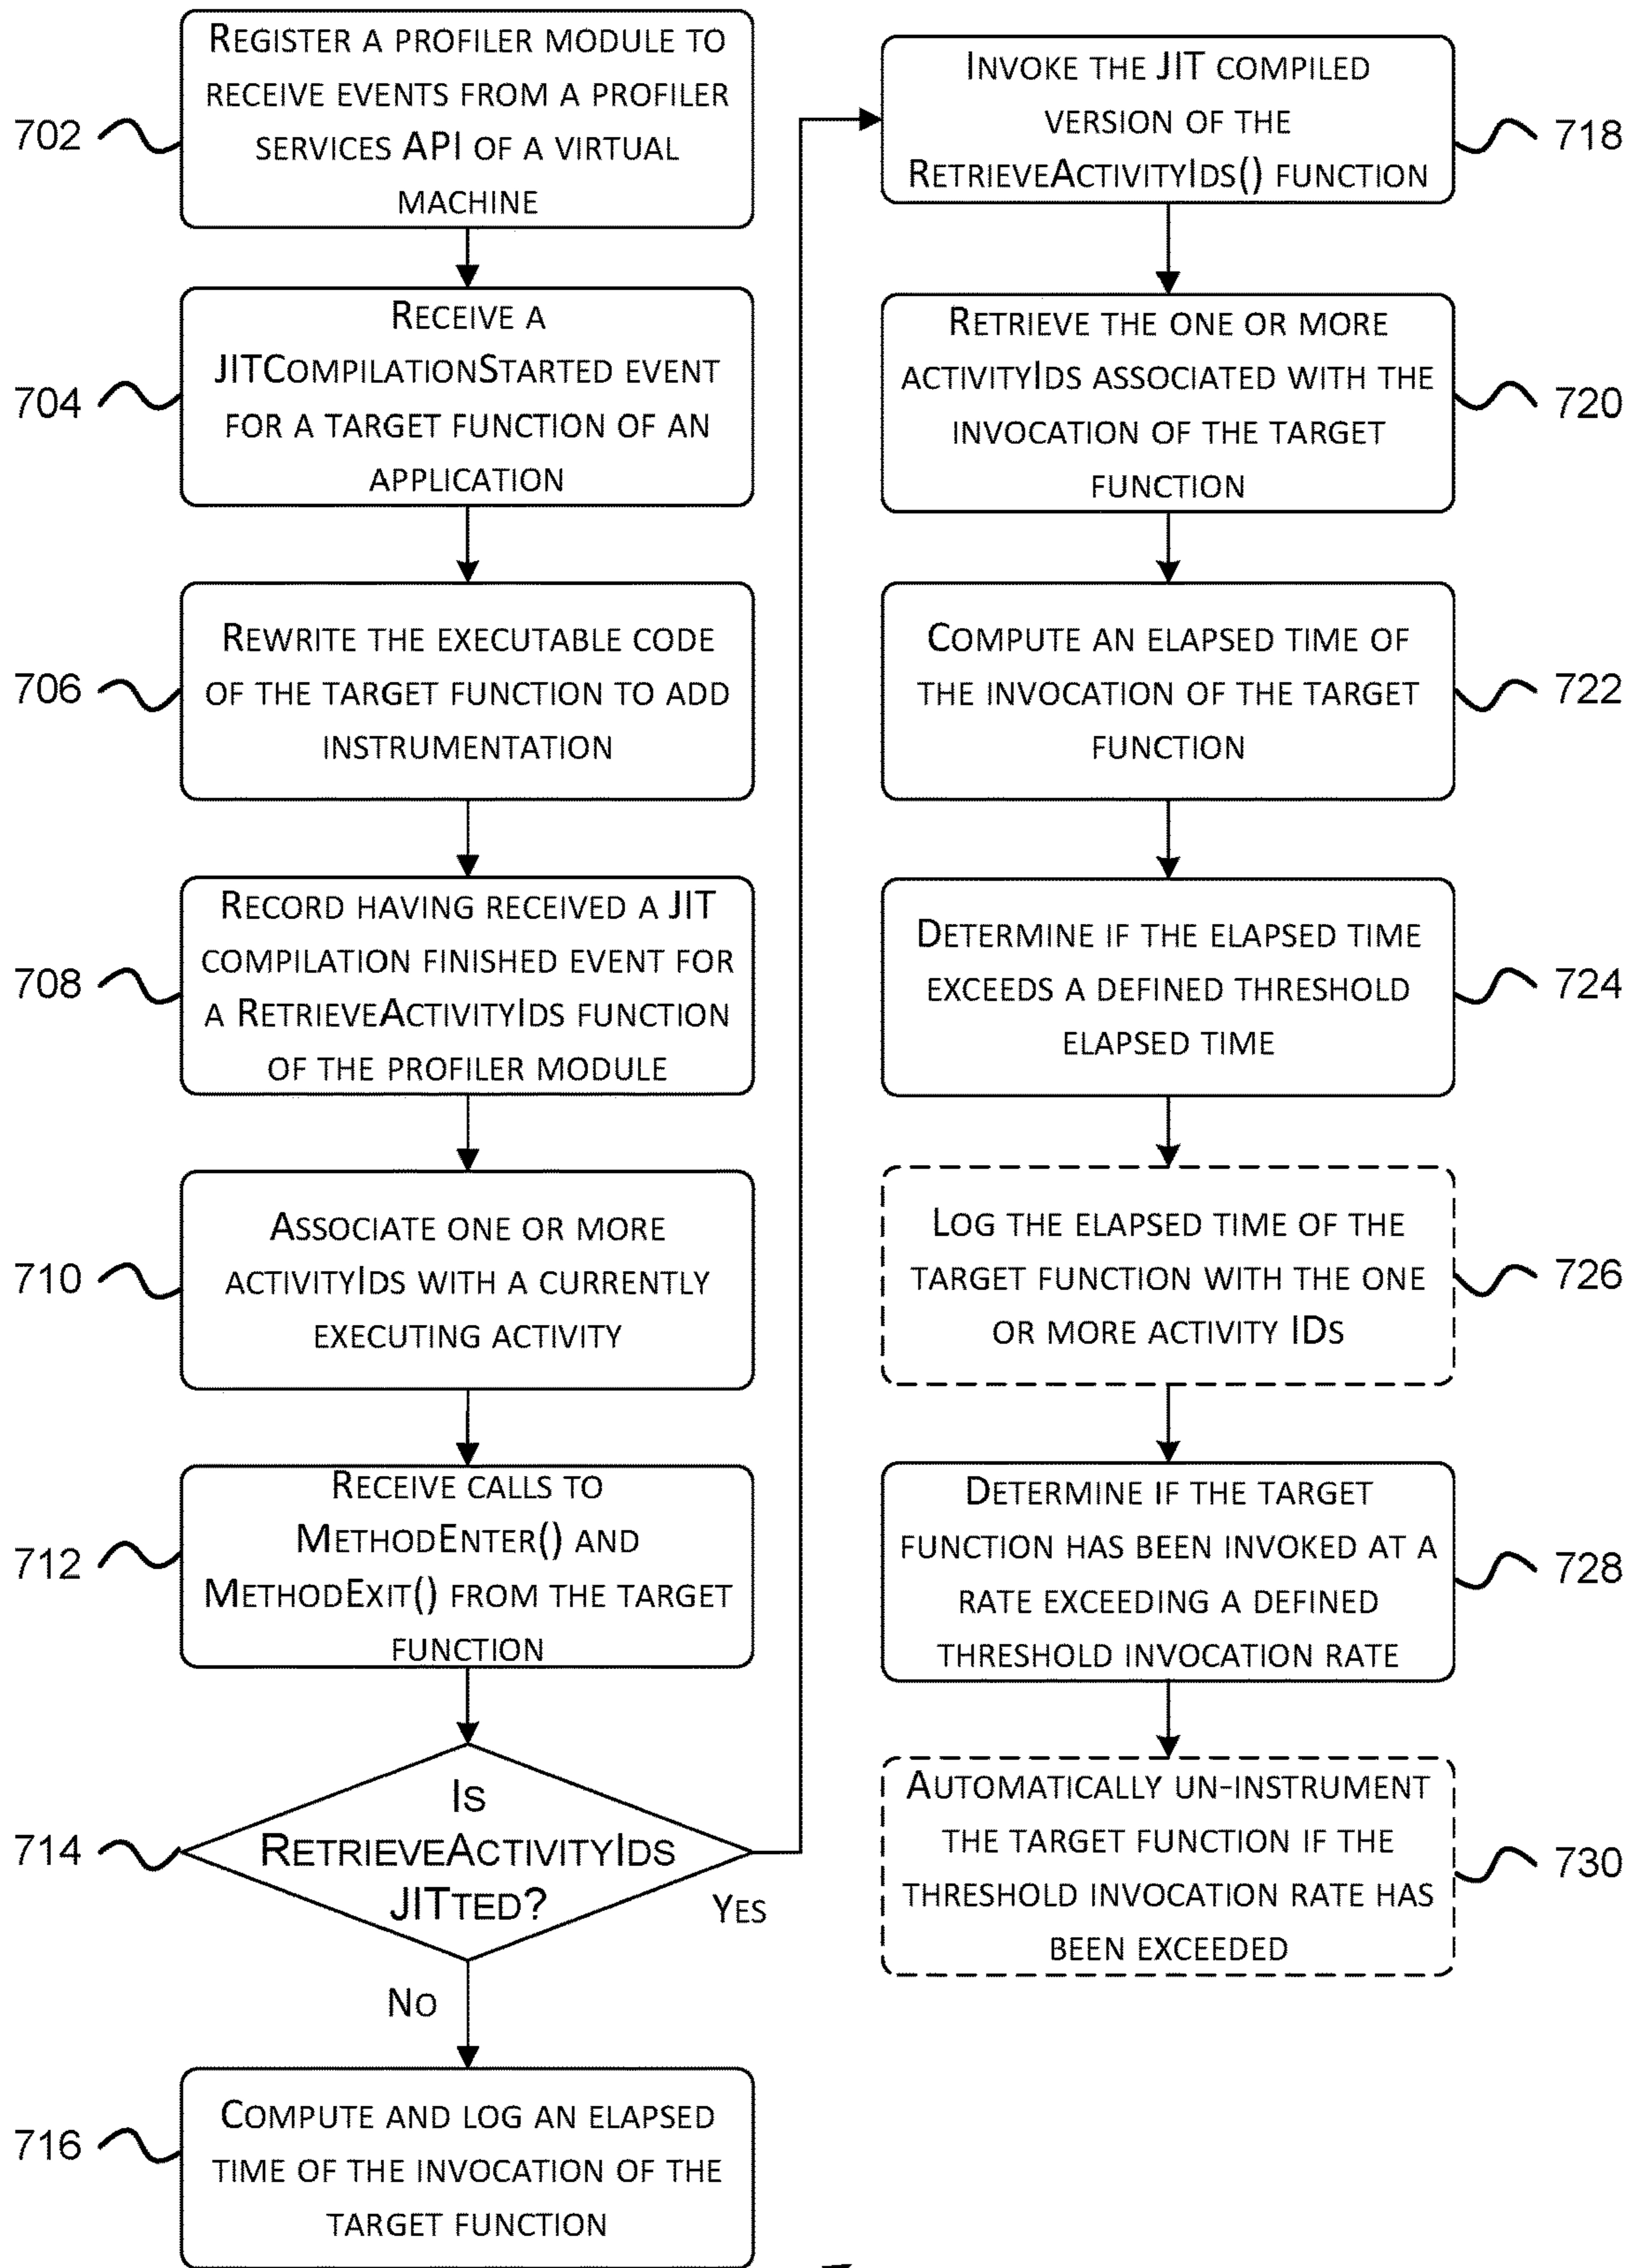 702
Register a profiler module to
receive events from a profiler
services API of a virtual
machine
704
Receive a
JITCompilationStarted event
for a target function of an
application
706
Rewrite the executable code
of the target function to add
instrumentation
708
Record having received a JIT
compilation finished event for
a RetrieveActivityIds function
of the profiler module
710
Associate one or more
activityIds with a currently
executing activity
712
Receive calls to
MethodEnter() and
MethodExit() from the target
function
714
Is
RetrieveActivityIds
JITted?
Yes
No
716
Compute and log an elapsed
time of the invocation of the
target function
Invoke the JIT compiled
version of the
RetrieveActivityIds() function
718
Retrieve the one or more
activityIds associated with the
invocation of the target
function
720
Compute an elapsed time of
the invocation of the target
function
722
Determine if the elapsed time
exceeds a defined threshold
elapsed time
724
Log the elapsed time of the
target function with the one
or more activity IDs
726
Determine if the target
function has been invoked at a
rate exceeding a defined
threshold invocation rate
728
Automatically un-instrument
the target function if the
threshold invocation rate has
been exceeded
730